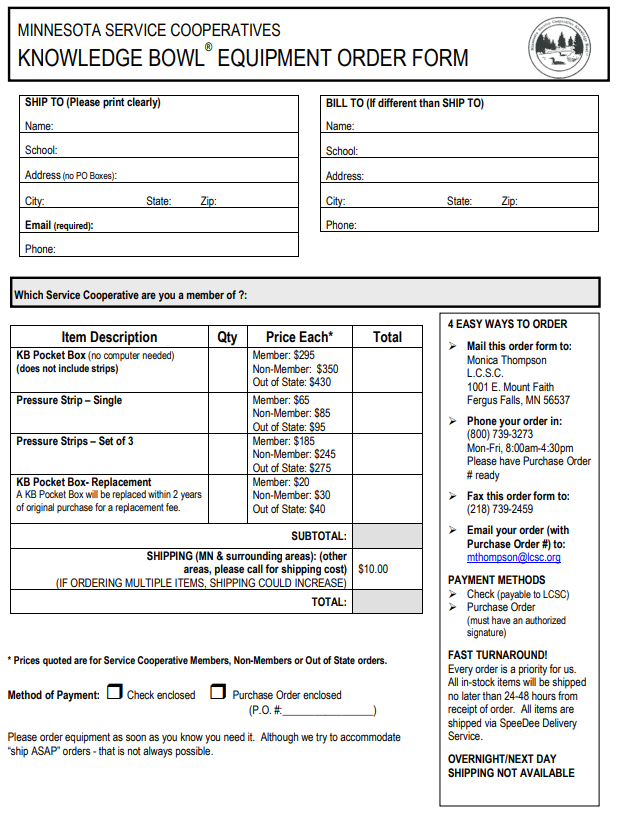 MINNESOTA SERVICE COOPERATIVES
KNOWLEDGE BOWL® EQUIPMENT ORDER FORM
SHIP TO (Please print clearly)
Name:
School:
Address (no PO Boxes):
City: State: Zip:
Email (required):
Phone:
BILL TO (If different than SHIP TO)
Name:
School:
Address:
City: State: Zip:
Phone:
Which Service Cooperative are you a member of ?:
Item Description Qty Price Each* Total
KB Pocket Box (no computer needed)
(does not include strips)
Member: $295
Non-Member: $350
Out of State: $430
Pressure Strip – Single
Member: $65
Non-Member: $85
Out of State: $95
Pressure Strips – Set of 3
Member: $185
Non-Member: $245
Out of State: $275
KB Pocket Box- Replacement
A KB Pocket Box will be replaced within 2 years
of original purchase for a replacement fee.
Member: $20
Non-Member: $30
Out of State: $40
SUBTOTAL:
SHIPPING (MN & surrounding areas): (other
areas, please call for shipping cost)
(IF ORDERING MULTIPLE ITEMS, SHIPPING COULD INCREASE)
$10.00
TOTAL:
* Prices quoted are for Service Cooperative Members, Non-Members or Out of State orders.
Method of Payment: ❒ Check enclosed ❒ Purchase Order enclosed
(P.O. #:_________________)
Please order equipment as soon as you know you need it. Although we try to accommodate
“ship ASAP” orders - that is not always possible.
4 EASY WAYS TO ORDER
➢ Mail this order form to:
Monica Thompson
L.C.S.C.
1001 E. Mount Faith
Fergus Falls, MN 56537
➢ Phone your order in:
(800) 739-3273
Mon-Fri, 8:00am-4:30pm
Please have Purchase Order
# ready
➢ Fax this order form to:
(218) 739-2459
➢ Email your order (with
Purchase Order #) to:
mthompson@lcsc.org
PAYMENT METHODS
➢ Check (payable to LCSC)
➢ Purchase Order
(must have an authorized
signature)
FAST TURNAROUND!
Every order is a priority for us.
All in-stock items will be shipped
no later than 24-48 hours from
receipt of order. All items are
shipped via SpeeDee Delivery
Service.
OVERNIGHT/NEXT DAY
SHIPPING NOT AVAILABLE